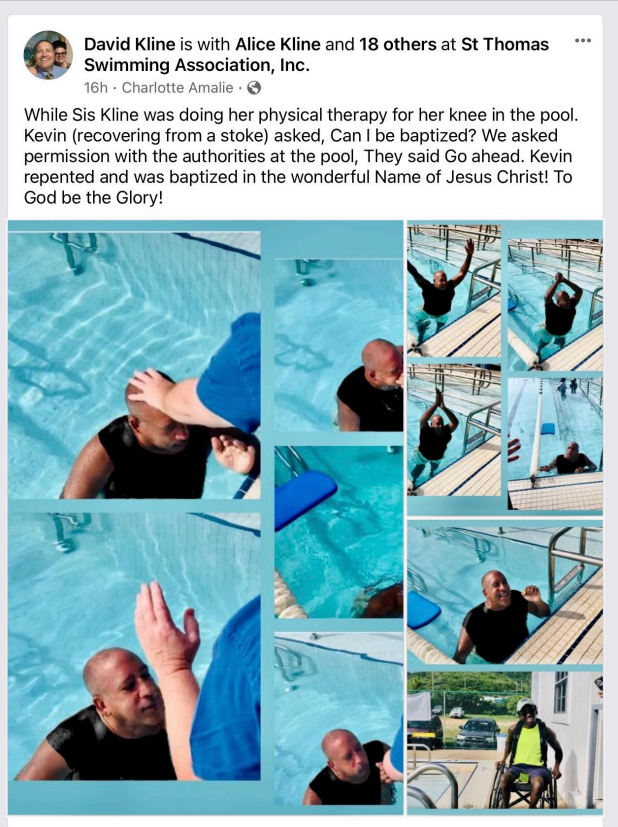 David Kline is with Alice Kline and 18 others at St Thomas
Swimming Association, Inc.
16h · Charlotte Amalie ·
While Sis Kline was doing her physical therapy for her knee in the pool.
Kevin (recovering from a stoke) asked, Can I be baptized? We asked
permission with the authorities at the pool, They said Go ahead. Kevin
repented and was baptized in the wonderful Name of Jesus Christ! To
God be the Glory!